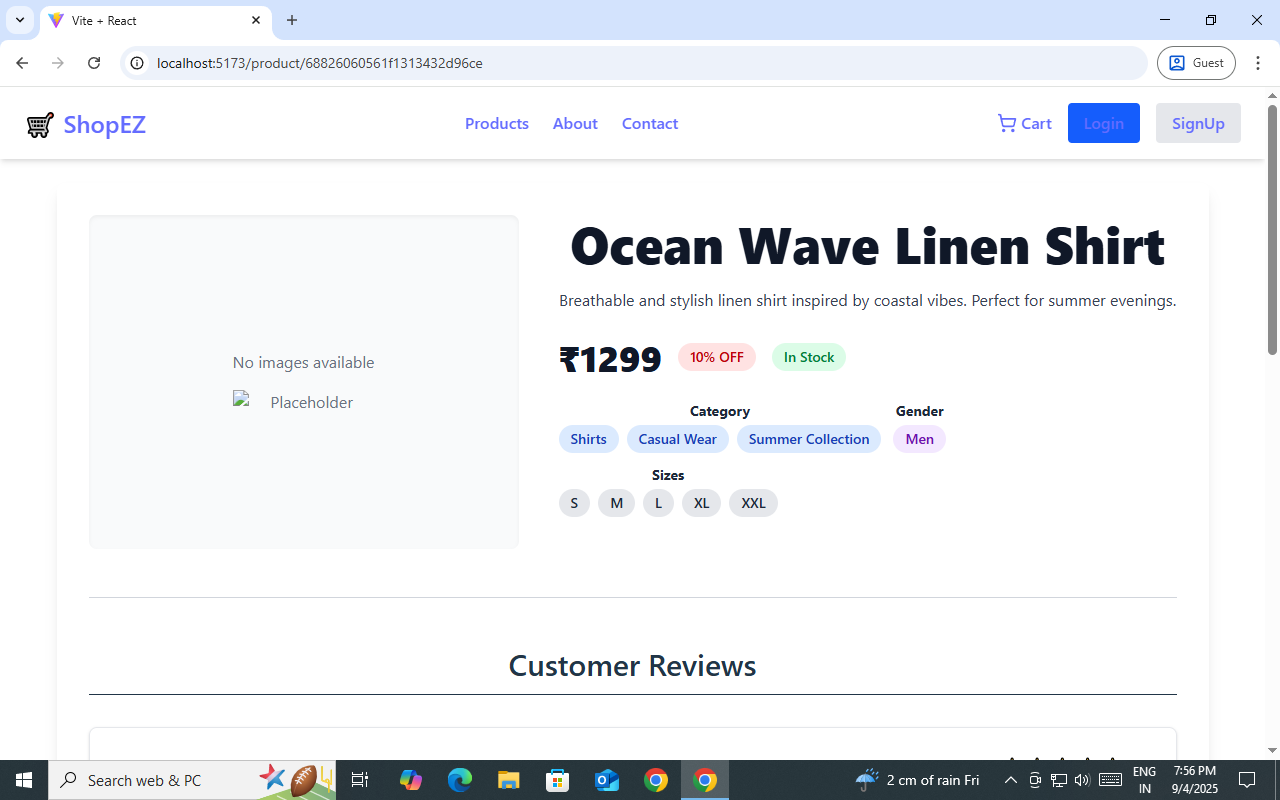 Vite + React
localhost:5173/product/68826060561f1313432d96ce
Guest
ShopEZ
Products About Contact
Cart Login SignUp
No images available
Placeholder
Ocean Wave Linen Shirt
Breathable and stylish linen shirt inspired by coastal vibes. Perfect for summer evenings.
₹1299 10% OFF In Stock
Category Gender
Shirts Casual Wear Summer Collection Men
Sizes
S M L XL XXL
Customer Reviews
Search web & PC
2 cm of rain Fri
ENG
IN
7:56 PM
9/4/2025